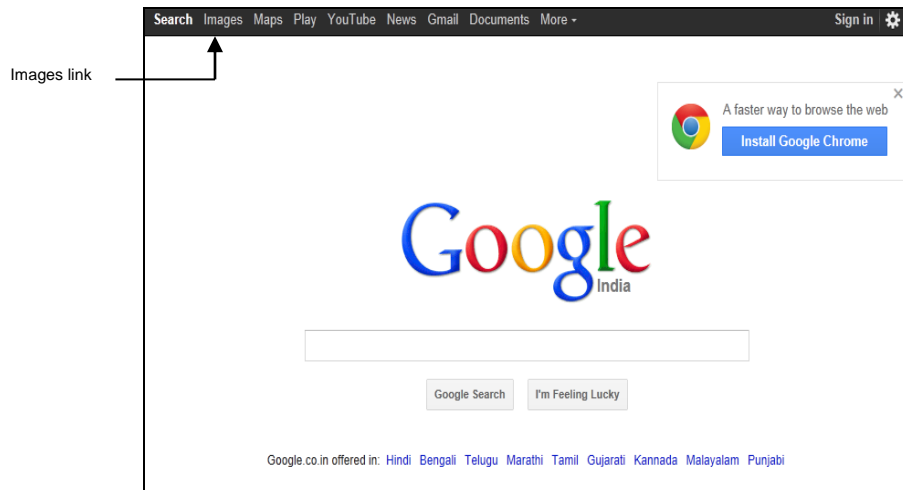 Search Images Maps Play YouTube News Gmail Documents More Sign in
Images link
A faster way to browse the web
Install Google Chrome
Google
India
Google Search I'm Feeling Lucky
Google.co.in offered in: Hindi Bengali Telugu Marathi Tamil Gujarati Kannada Malayalam Punjabi